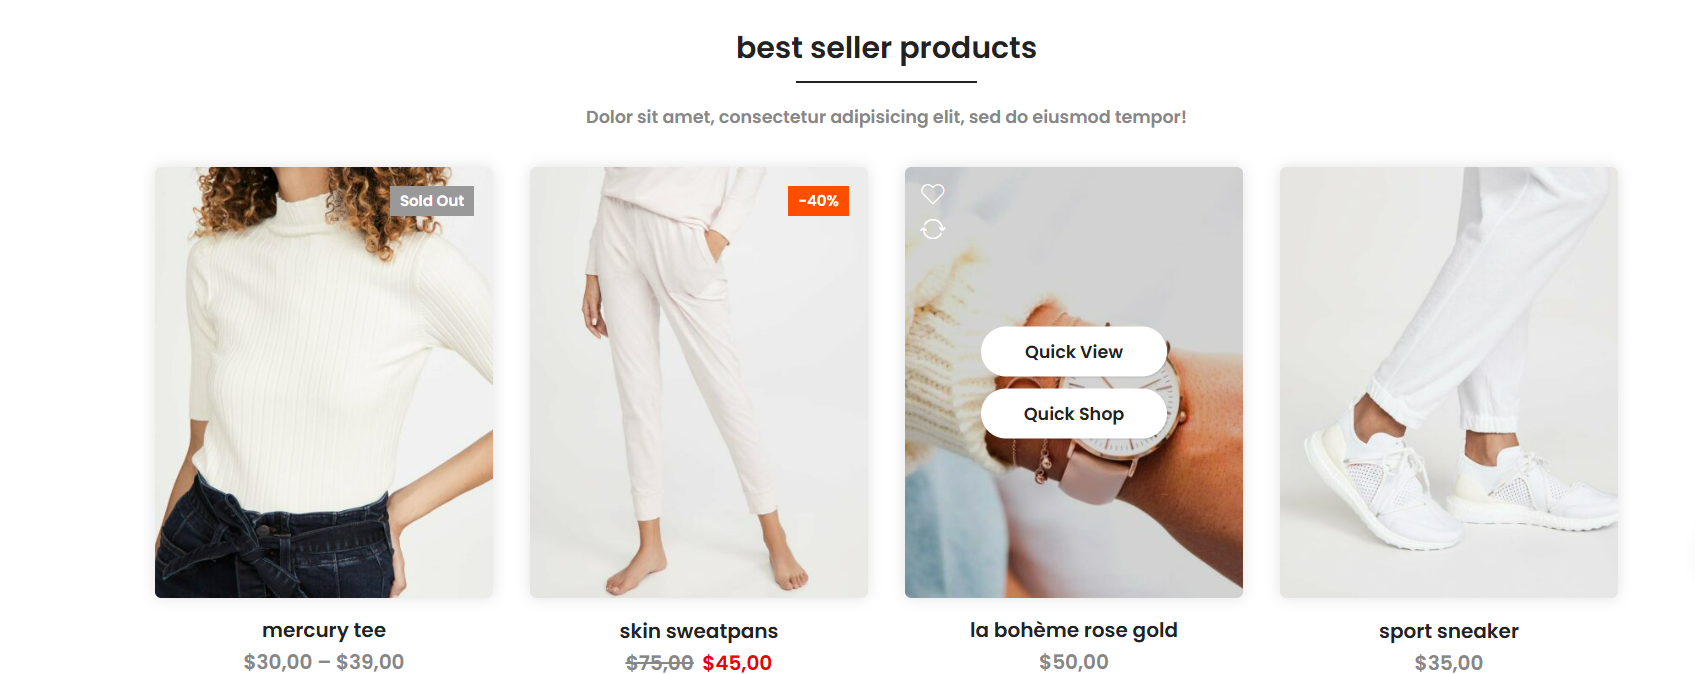 best seller products
Dolor sit amet, consectetur adipisicing elit, sed do eiusmod tempor!
Sold Out
-40%
Quick View
Quick Shop
mercury tee
$30,00 – $39,00
skin sweatpans
$75,00 $45,00
la bohème rose gold
$50,00
sport sneaker
$35,00